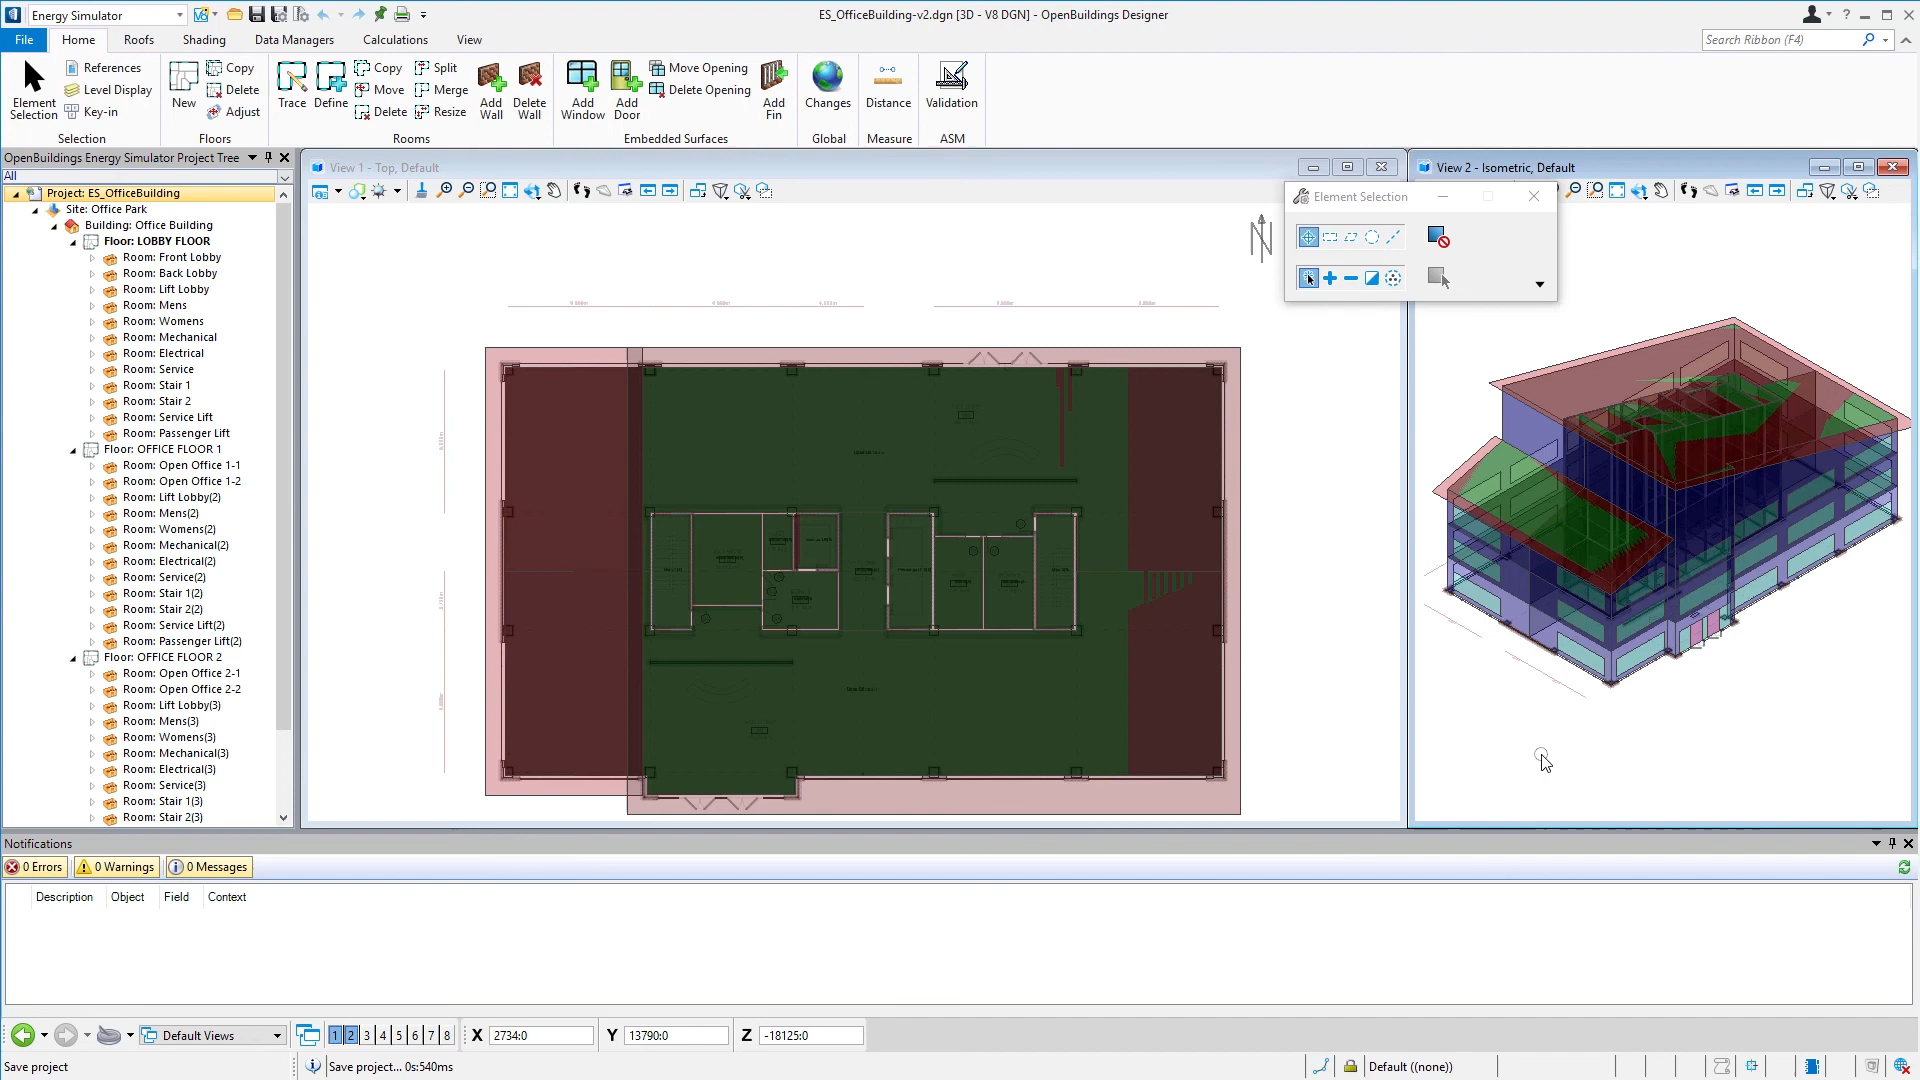 Energy Simulator
ES_OfficeBuilding-v2.dgn [3D - V8 DGN] - OpenBuildings Designer
File
Home
Roofs
Shading
Data Managers
Calculations
View
Search Ribbon (F4)
Element Selection
References
Level Display
Key-in
Selection
New
Copy
Delete
Adjust
Floors
Trace
Define
Copy
Move
Delete
Split
Merge
Resize
Add Wall
Delete Wall
Rooms
Add Window
Add Door
Move Opening
Delete Opening
Add Fin
Embedded Surfaces
Changes
Global
Distance
Measure
Validation
ASM
OpenBuildings Energy Simulator Project Tree
All
Project: ES_OfficeBuilding
Site: Office Park
Building: Office Building
Floor: LOBBY FLOOR
Room: Front Lobby
Room: Back Lobby
Room: Lift Lobby
Room: Mens
Room: Womens
Room: Mechanical
Room: Electrical
Room: Service
Room: Stair 1
Room: Stair 2
Room: Service Lift
Room: Passenger Lift
Floor: OFFICE FLOOR 1
Room: Open Office 1-1
Room: Open Office 1-2
Room: Lift Lobby(2)
Room: Mens(2)
Room: Womens(2)
Room: Mechanical(2)
Room: Electrical(2)
Room: Service(2)
Room: Stair 1(2)
Room: Stair 2(2)
Room: Service Lift(2)
Room: Passenger Lift(2)
Floor: OFFICE FLOOR 2
Room: Open Office 2-1
Room: Open Office 2-2
Room: Lift Lobby(3)
Room: Mens(3)
Room: Womens(3)
Room: Mechanical(3)
Room: Electrical(3)
Room: Service(3)
Room: Stair 1(3)
Room: Stair 2(3)
View 1 - Top, Default
N
View 2 - Isometric, Default
Element Selection
Notifications
0 Errors
0 Warnings
0 Messages
Description
Object
Field
Context
Default Views
1 2 3 4 5 6 7 8
X 2734:0
Y 13790:0
Z -18125:0
Save project
Save project... 0s:540ms
Default ((none))